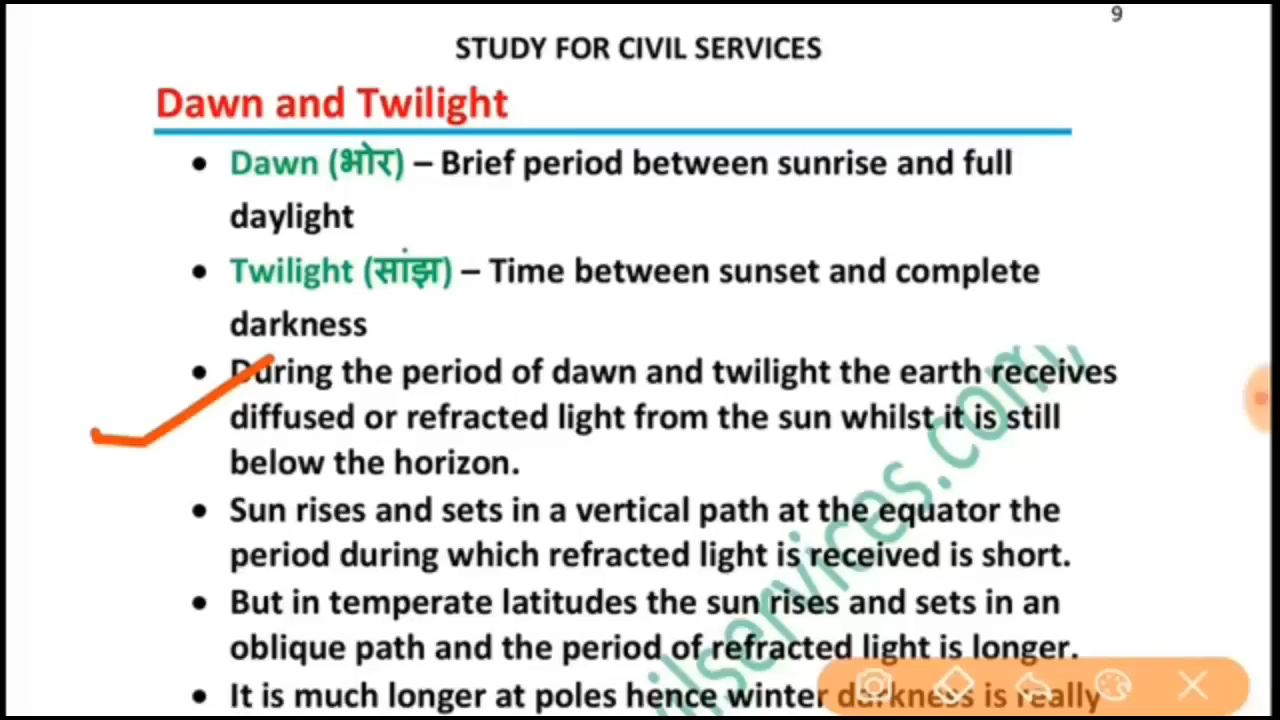 9
STUDY FOR CIVIL SERVICES
Dawn and Twilight
• Dawn (भोर) – Brief period between sunrise and full
daylight
• Twilight (सांझ) – Time between sunset and complete
darkness
• During the period of dawn and twilight the earth receives
diffused or refracted light from the sun whilst it is still
below the horizon.
• Sun rises and sets in a vertical path at the equator the
period during which refracted light is received is short.
• But in temperate latitudes the sun rises and sets in an
oblique path and the period of refracted light is longer.
• It is much longer at poles hence winter darkness is really
ilservices.com